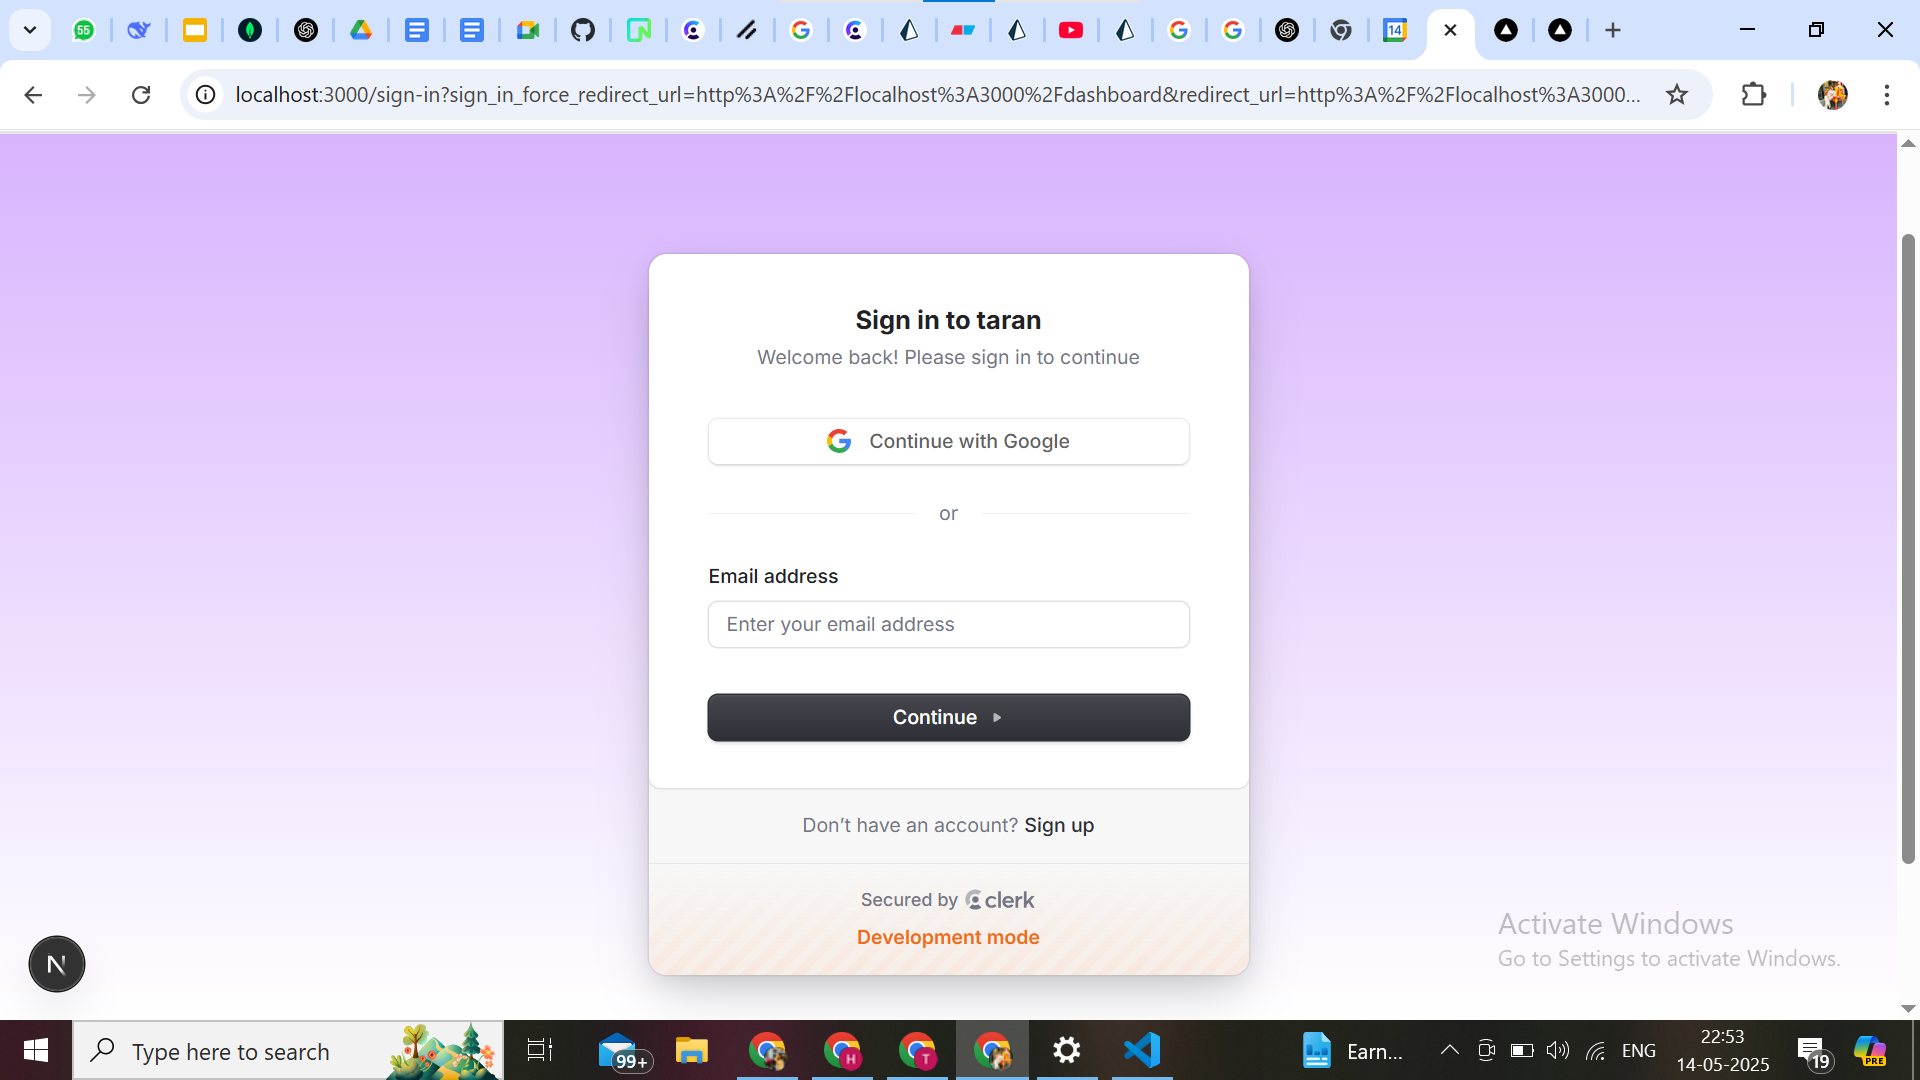 55
14
localhost:3000/sign-in?sign_in_force_redirect_url=http%3A%2F%2Flocalhost%3A3000%2Fdashboard&redirect_url=http%3A%2F%2Flocalhost%3A3000...
Sign in to taran
Welcome back! Please sign in to continue
Continue with Google
or
Email address
Enter your email address
Continue
Don’t have an account? Sign up
Secured by clerk
Development mode
N
Activate Windows
Go to Settings to activate Windows.
Type here to search
99+
H
T
Earn...
ENG
22:53
14-05-2025
19
PRE